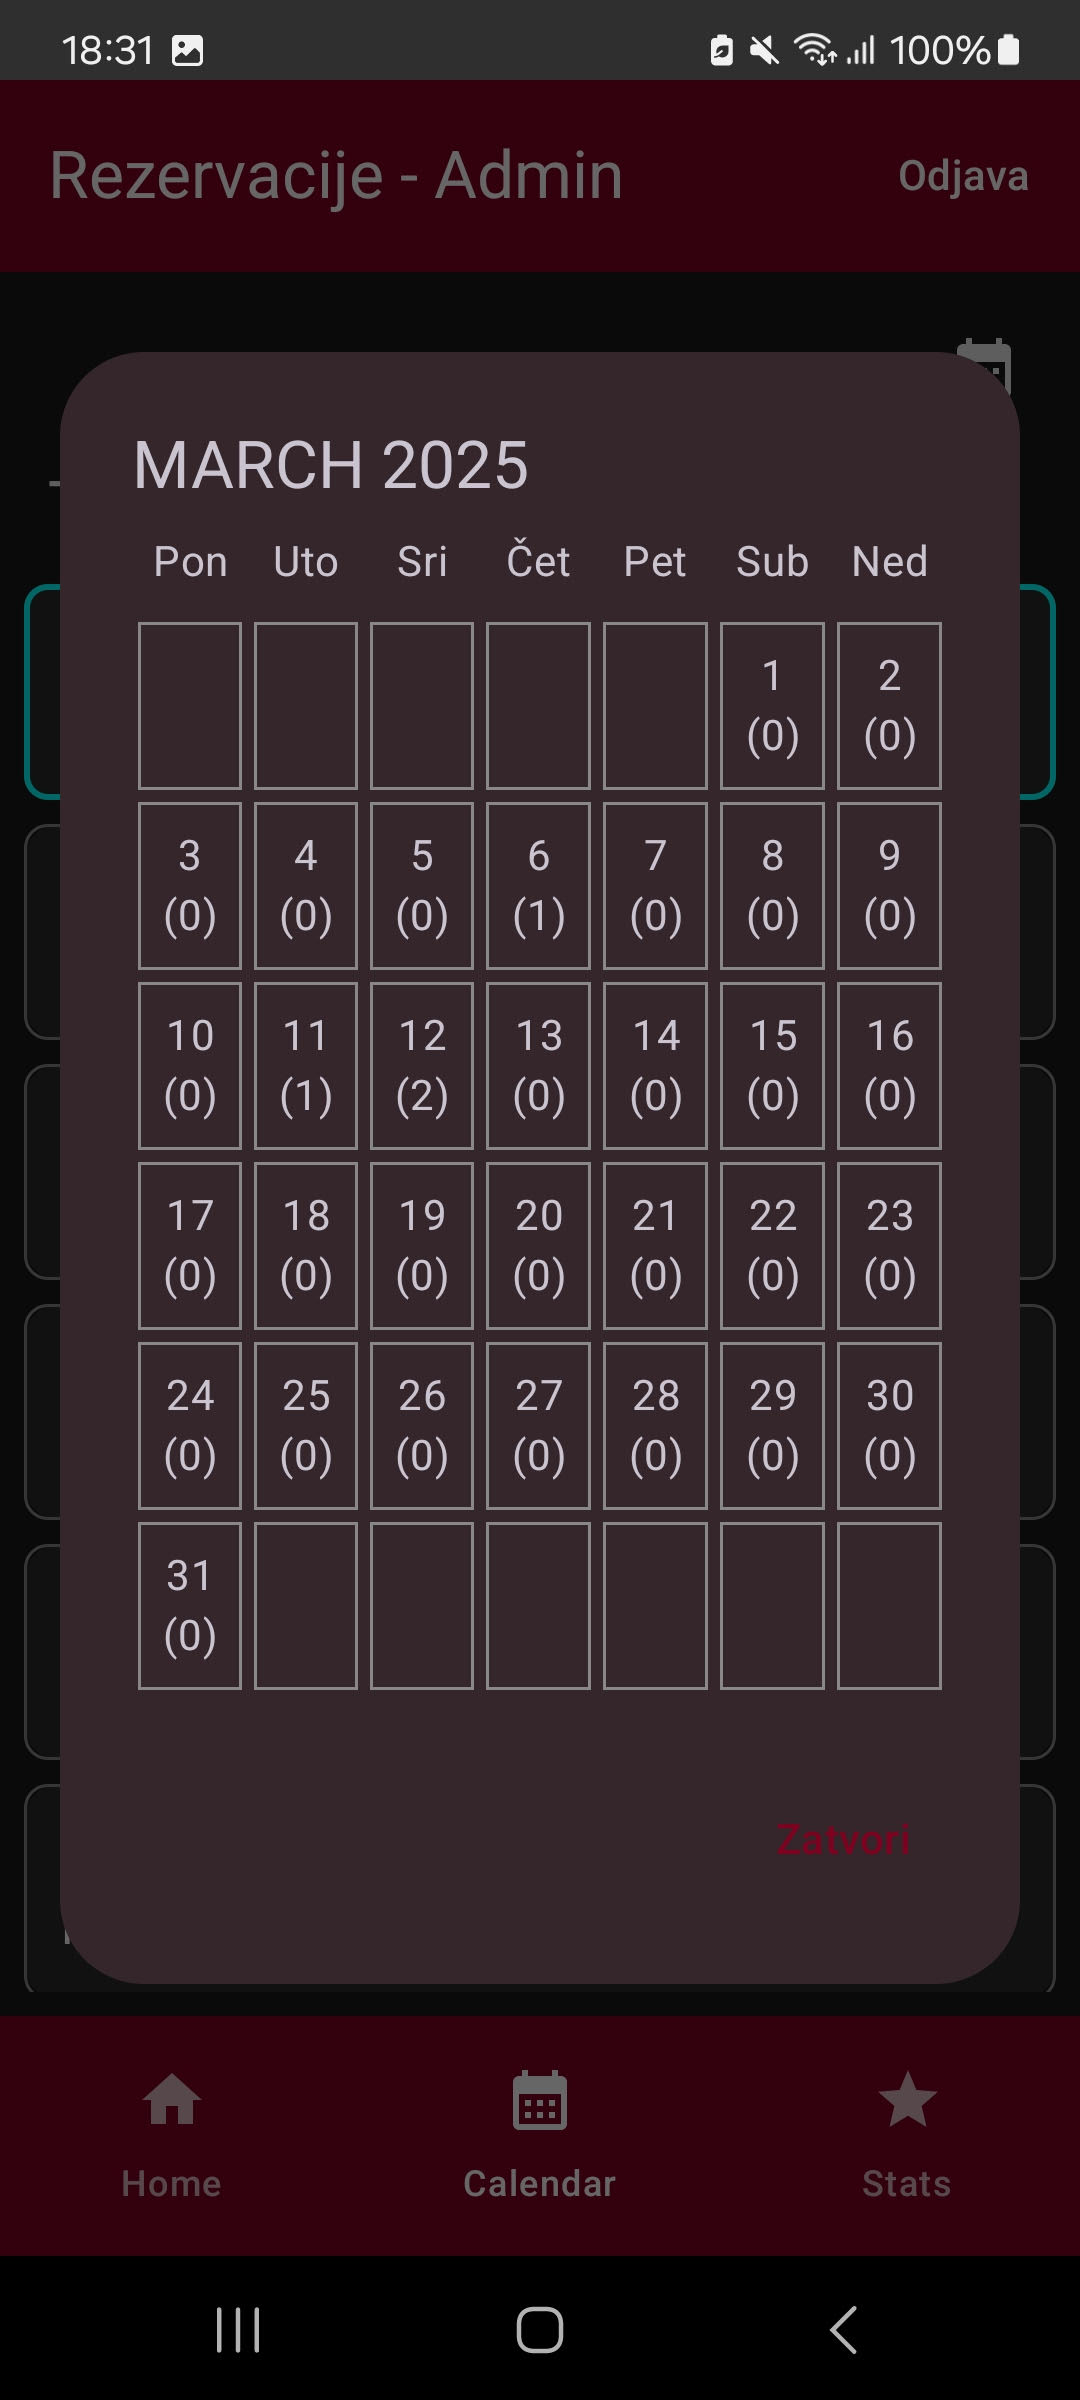 18:31 100%
Rezervacije - Admin Odjava
MARCH 2025
Pon Uto Sri Čet Pet Sub Ned
1 2
(0) (0)
3 4 5 6 7 8 9
(0) (0) (0) (1) (0) (0) (0)
10 11 12 13 14 15 16
(0) (1) (2) (0) (0) (0) (0)
17 18 19 20 21 22 23
(0) (0) (0) (0) (0) (0) (0)
24 25 26 27 28 29 30
(0) (0) (0) (0) (0) (0) (0)
31
(0)
Zatvori
Home Calendar Stats